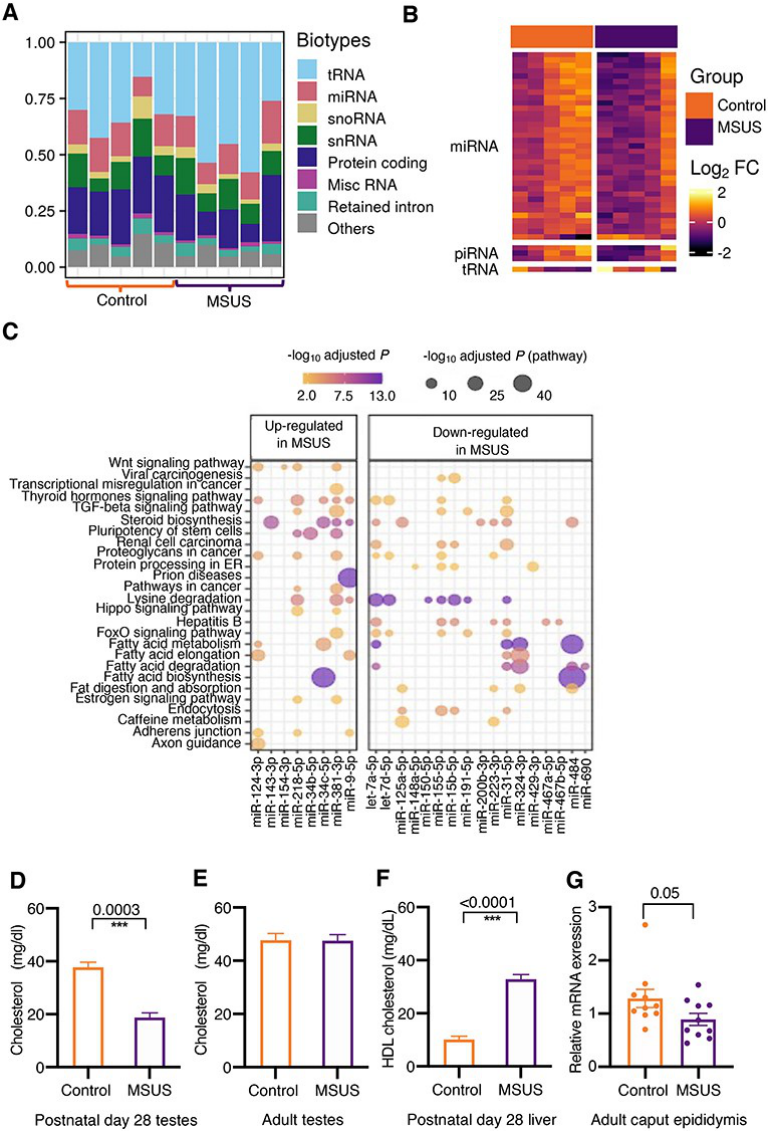 A
Biotypes
1.00
0.75
0.50
0.25
0.00
tRNA
miRNA
snoRNA
snRNA
Protein coding
Misc RNA
Retained intron
Others
Control
MSUS
B
miRNA
piRNA
tRNA
Group
Control
MSUS
Log2 FC
2
0
-2
C
-log10 adjusted P
2.0 7.5 13.0
-log10 adjusted P (pathway)
10 25 40
Up-regulated
in MSUS
Down-regulated
in MSUS
Wnt signaling pathway
Viral carcinogenesis
Transcriptional misregulation in cancer
Thyroid hormones signaling pathway
TGF-beta signaling pathway
Steroid biosynthesis
Pluripotency of stem cells
Renal cell carcinoma
Proteoglycans in cancer
Protein processing in ER
Prion diseases
Pathways in cancer
Lysine degradation
Hippo signaling pathway
Hepatitis B
FoxO signaling pathway
Fatty acid metabolism
Fatty acid elongation
Fatty acid degradation
Fatty acid biosynthesis
Fat digestion and absorption
Estrogen signaling pathway
Endocytosis
Caffeine metabolism
Adherens junction
Axon guidance
miR-124-3p
miR-143-3p
miR-154-3p
miR-218-5p
miR-34b-5p
miR-34c-5p
miR-381-3p
miR-9-5p
let-7a-5p
let-7d-5p
miR-125a-5p
miR-148a-5p
miR-150-5p
miR-155-5p
miR-15b-5p
miR-191-5p
miR-200b-3p
miR-223-3p
miR-31-5p
miR-324-3p
miR-429-3p
miR-467a-5p
miR-467b-5p
miR-484
miR-690
D
Cholesterol (mg/dl)
60
40
20
0
0.0003
***
Control
MSUS
Postnatal day 28 testes
E
Cholesterol (mg/dl)
60
40
20
0
Control
MSUS
Adult testes
F
HDL cholesterol (mg/dL)
60
40
20
0
<0.0001
***
Control
MSUS
Postnatal day 28 liver
G
Relative mRNA expression
3
2
1
0
0.05
Control
MSUS
Adult caput epididymis